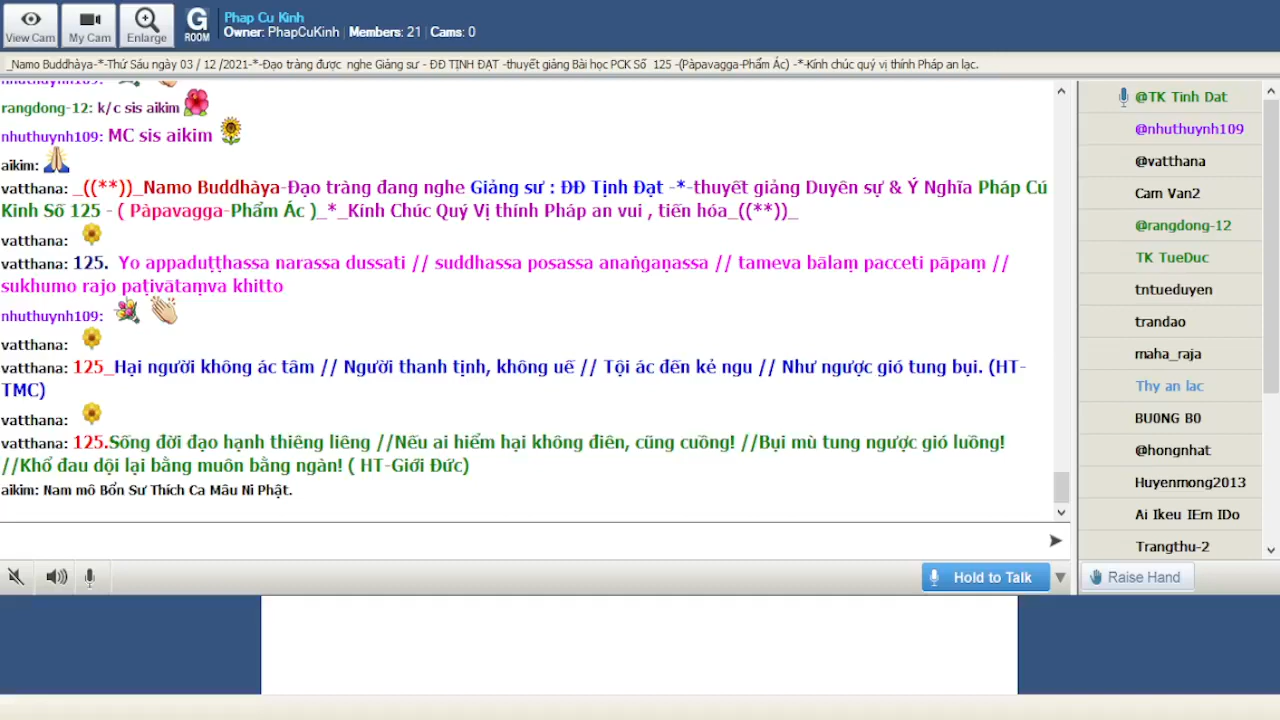 View Cam
My Cam
Enlarge
G
ROOM
Phap Cu Kinh
Owner: PhapCuKinh | Members: 21 | Cams: 0
_Namo Buddhàya-*-Thứ Sáu ngày 03 / 12 /2021-*-Đạo tràng được nghe Giảng sư - ĐĐ TỊNH ĐẠT -thuyết giảng Bài học PCK Số 125 -(Pàpavagga-Phẩm Ác) -*-Kính chúc quý vị thính Pháp an lạc.
nhuthuynh109:
rangdong-12: k/c sis aikim
nhuthuynh109: MC sis aikim
aikim:
vatthana: _((**))_Namo Buddhàya-Đạo tràng đang nghe Giảng sư : ĐĐ Tịnh Đạt -*-thuyết giảng Duyên sự & Ý Nghĩa Pháp Cú
Kinh Số 125 - ( Pàpavagga-Phẩm Ác )_*_Kính Chúc Quý Vị thính Pháp an vui , tiến hóa_((**))_
vatthana:
vatthana: 125. Yo appaduṭṭhassa narassa dussati // suddhassa posassa anaṅgaṇassa // tameva bālaṃ pacceti pāpaṃ //
sukhumo rajo paṭivātaṃva khitto
nhuthuynh109:
vatthana:
vatthana: 125_Hại người không ác tâm // Người thanh tịnh, không uế // Tội ác đến kẻ ngu // Như ngược gió tung bụi. (HT-
TMC)
vatthana:
vatthana: 125.Sống đời đạo hạnh thiêng liêng //Nếu ai hiểm hại không điên, cũng cuồng! //Bụi mù tung ngược gió luồng!
//Khổ đau dội lại bằng muôn bằng ngàn! ( HT-Giới Đức)
aikim: Nam mô Bổn Sư Thích Ca Mâu Ni Phật.
Hold to Talk
@TK Tinh Dat
@nhuthuynh109
@vatthana
Cam Van2
@rangdong-12
TK TueDuc
tntueduyen
trandao
maha_raja
Thy an lac
BU0NG B0
@hongnhat
Huyenmong2013
Ai Ikeu IEm IDo
Trangthu-2
Raise Hand